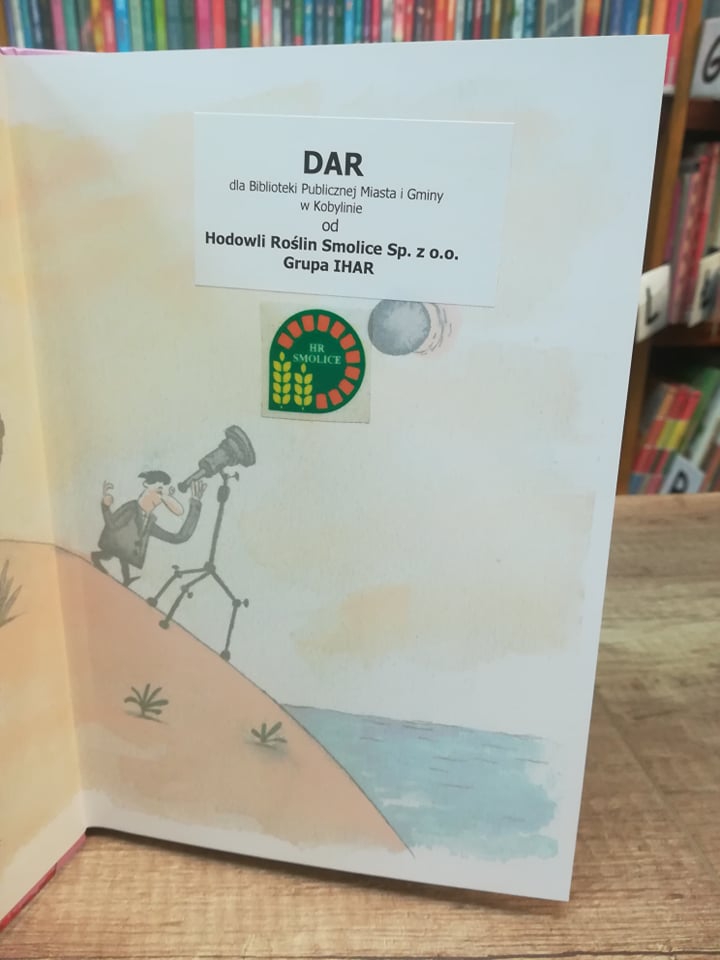 DAR
dla Biblioteki Publicznej Miasta i Gminy
w Kobylinie
od
Hodowli Roślin Smolice Sp. z o.o.
Grupa IHAR
HR
SMOLICE
G
L